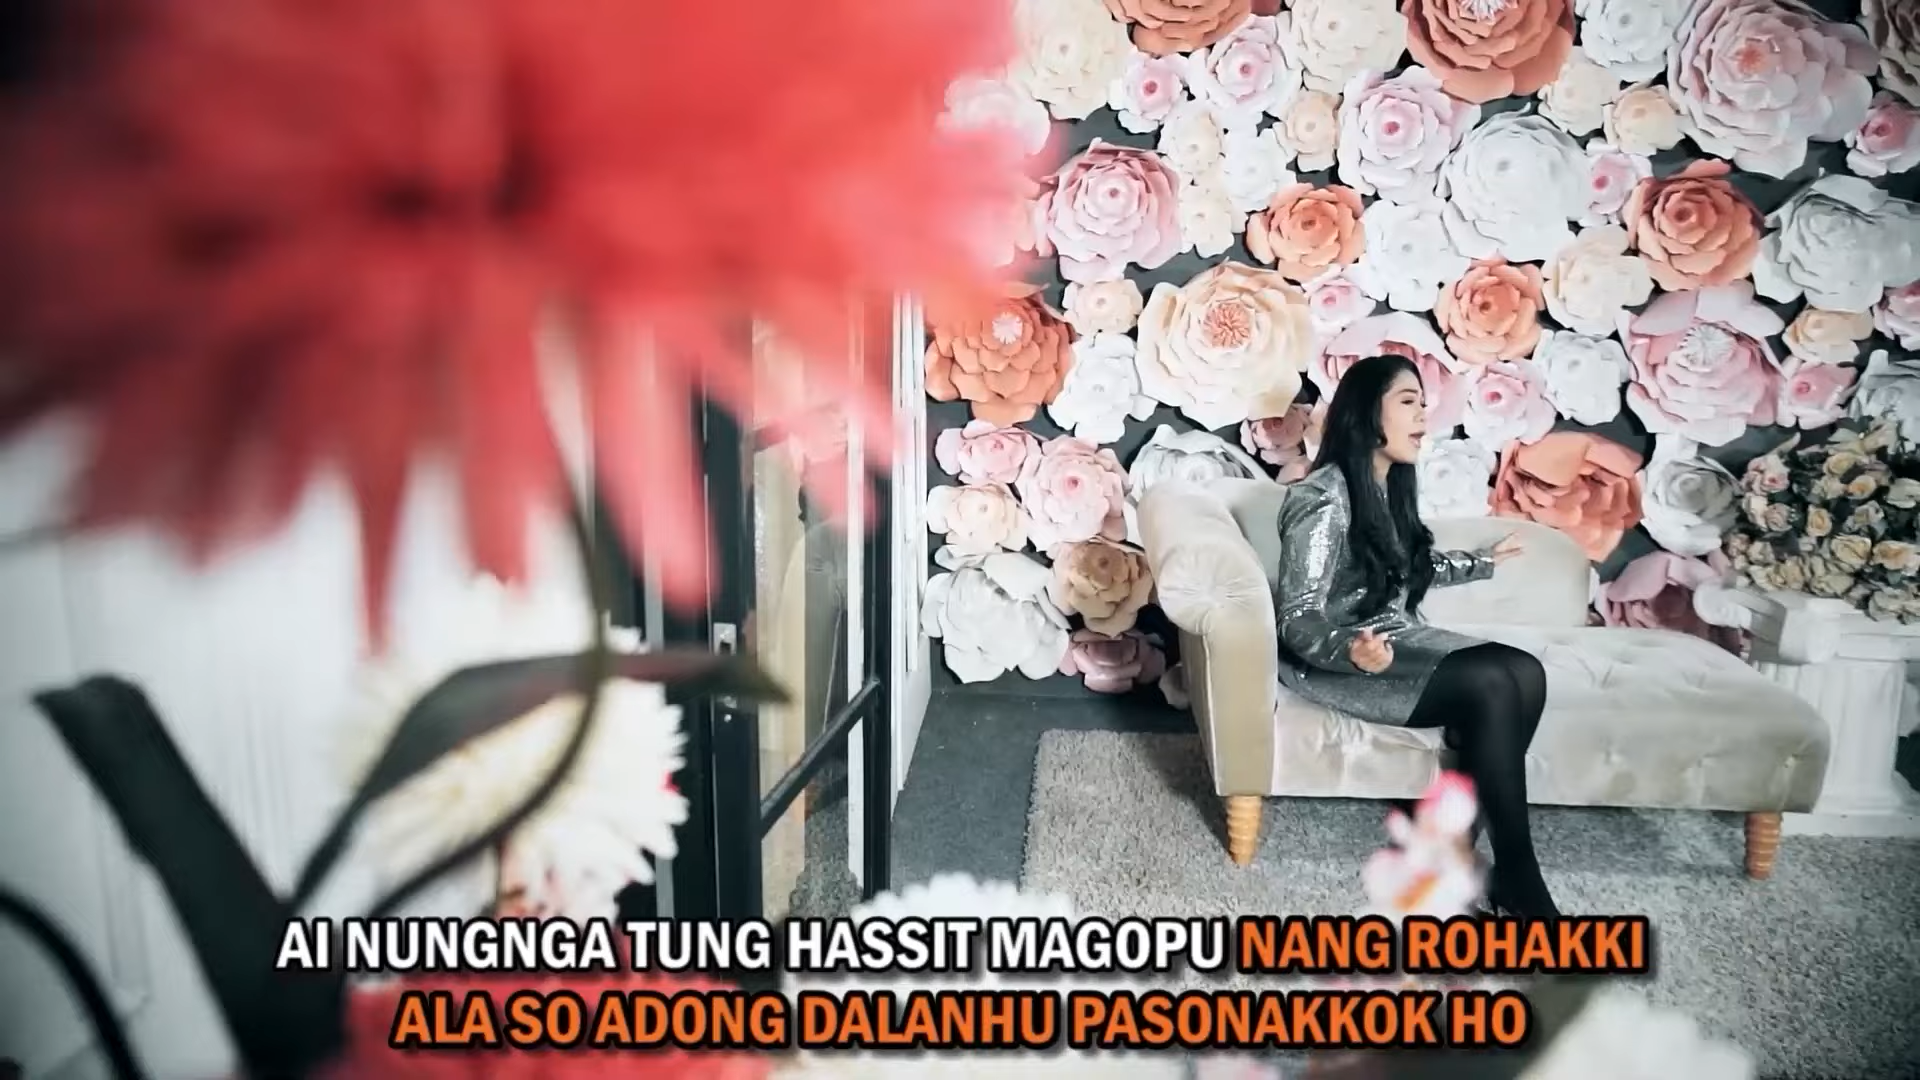 AI NUNGNGA TUNG HASSIT MAGOPU NANG ROHAKKI
ALA SO ADONG DALANHU PASONAKKOK HO